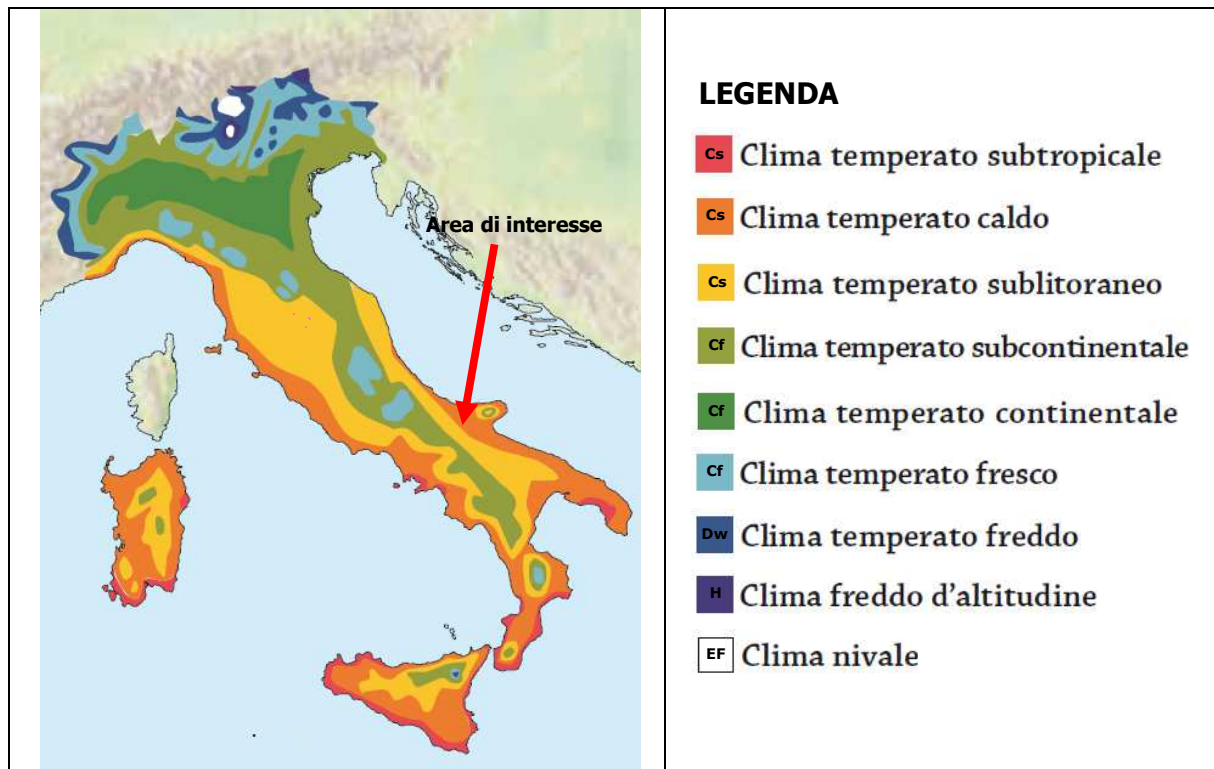 Area di interesse
LEGENDA
Cs Clima temperato subtropicale
Cs Clima temperato caldo
Cs Clima temperato sublitoraneo
Cf Clima temperato subcontinentale
Cf Clima temperato continentale
Cf Clima temperato fresco
Dw Clima temperato freddo
H Clima freddo d'altitudine
EF Clima nivale